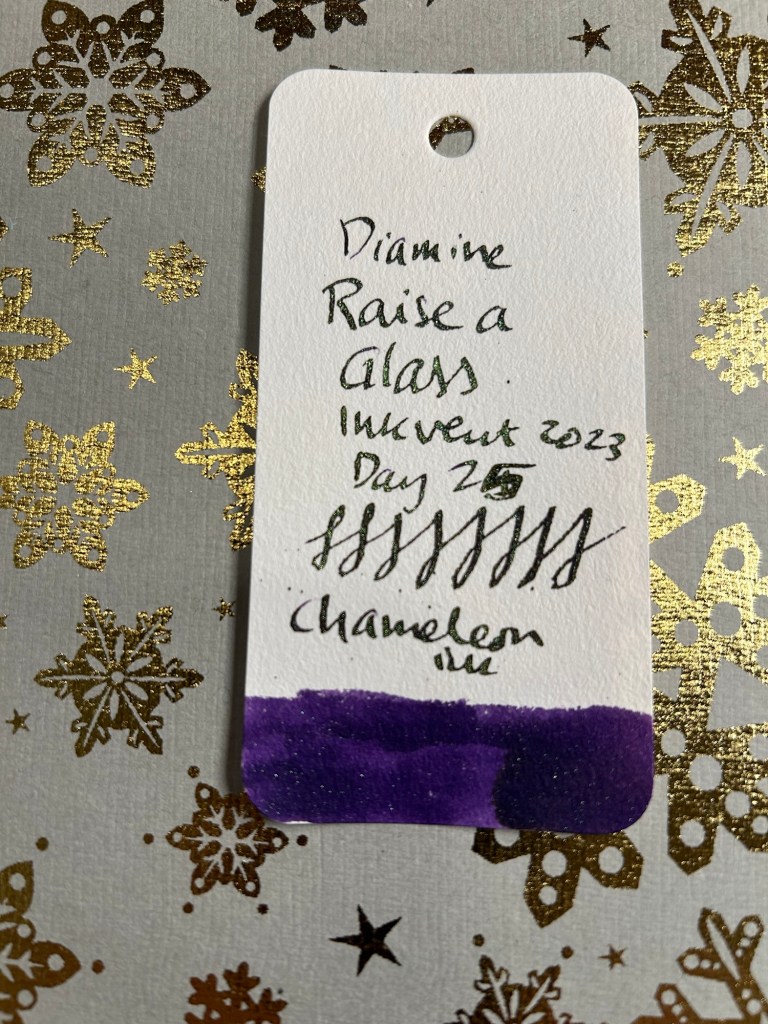 Diamine
Raise a
Glass
Inkvent 2023
Day 25
Chameleon
ink